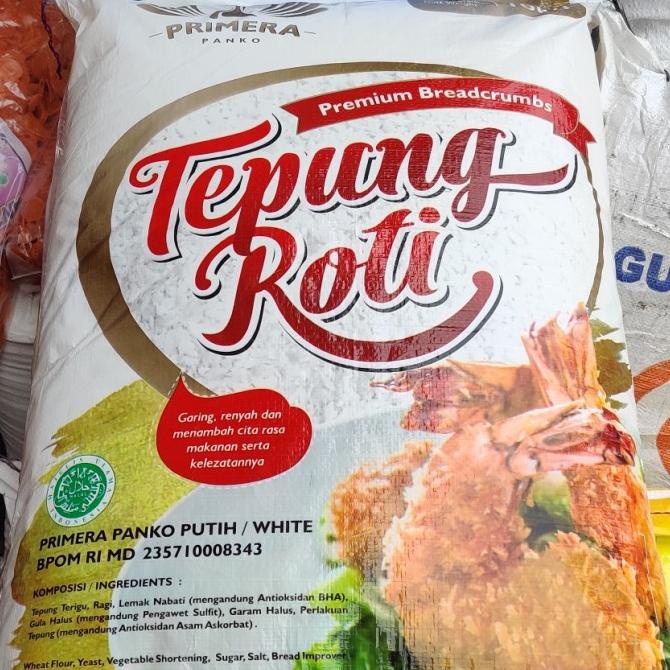 PRIMERA
PANKO
Premium Breadcrumbs
Tepung
Roti
Garing, renyah dan
menambah cita rasa
makanan serta
kelezatannya
GU
PRIMERA PANKO PUTIH / WHITE
BPOM RI MD 235710008343
KOMPOSISI / INGREDIENTS :
Tepung Terigu, Ragi, Lemak Nabati (mengandung Antioksidan BHA),
Gula Halus (mengandung Pengawet Sulfit), Garam Halus, Perlakuan
Tepung (mengandung Antioksidan Asam Askorbat) .
Wheat Flour, Yeast, Vegetable Shortening, Sugar, Salt, Bread Improver